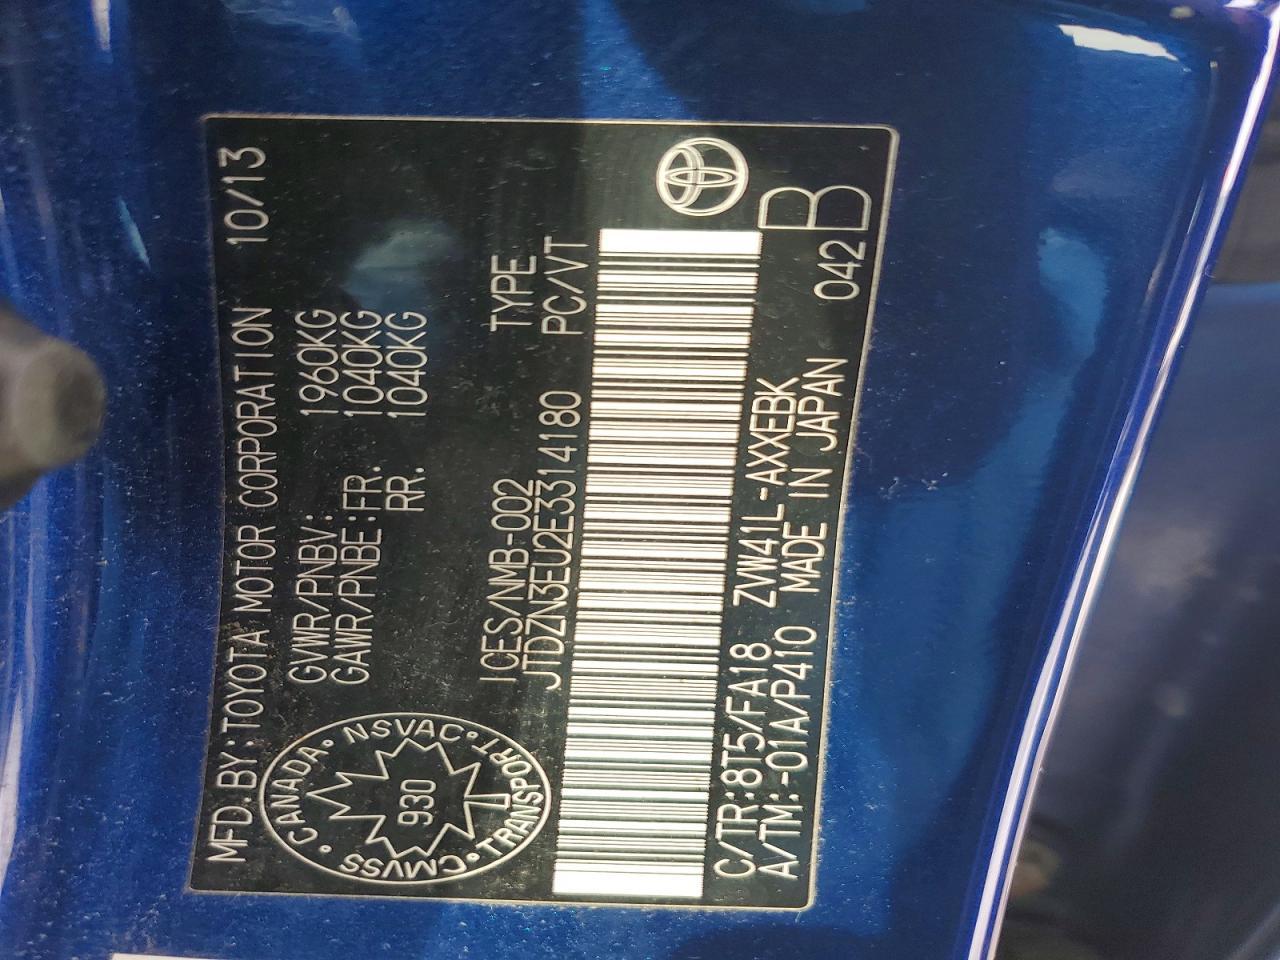 MFD.BY:TOYOTA MOTOR CORPORATION 10/13
GVWR/PNBV: 1960KG
GAWR/PNBE:FR. 1040KG
RR. 1040KG
CANADA · NSVAC · TRANSPORT · CMVSS ·
930
ICES/NMB-002 TYPE
JTDZN3EU2E3314180 PC/VT
C/TR:8T5/FA18 ZVW41L-AXXEBK
A/TM:-01A/P410 MADE IN JAPAN 042
B